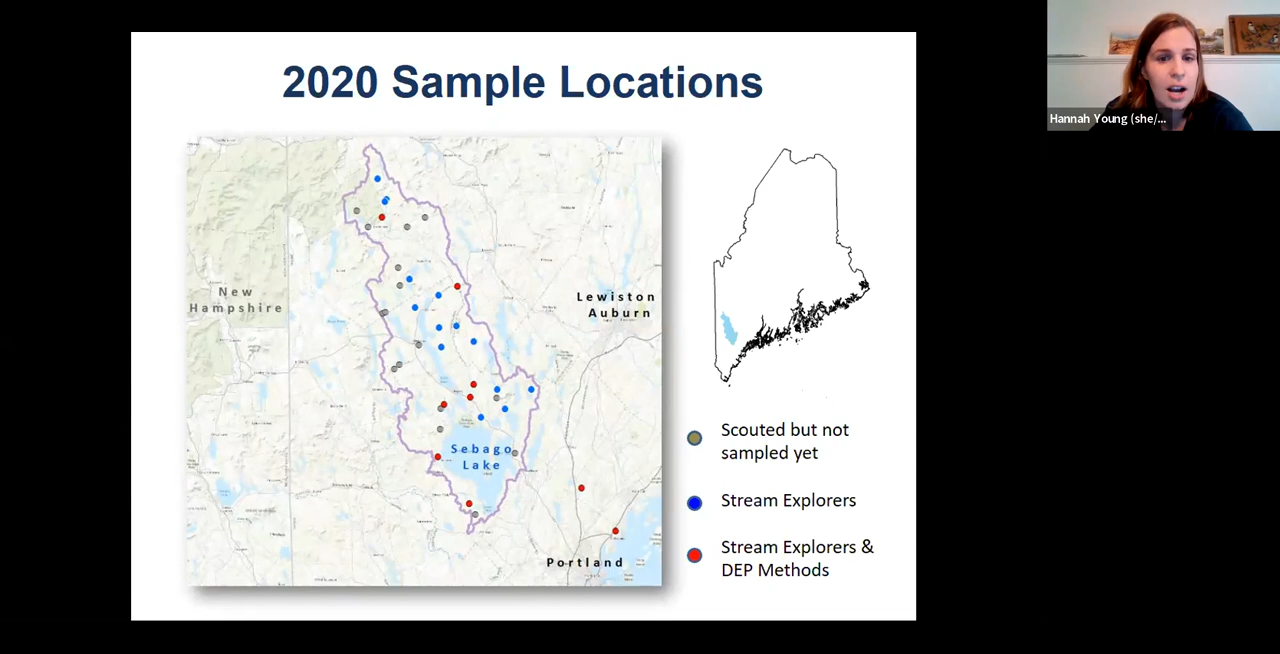 2020 Sample Locations
Hannah Young (she/...
New
Hampshire
Lewiston
Auburn
Sebago
Lake
Portland
Scouted but not
sampled yet
Stream Explorers
Stream Explorers &
DEP Methods